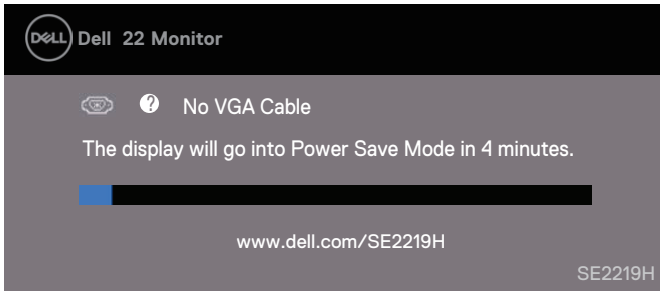 DELL Dell 22 Monitor
? No VGA Cable
The display will go into Power Save Mode in 4 minutes.
www.dell.com/SE2219H
SE2219H